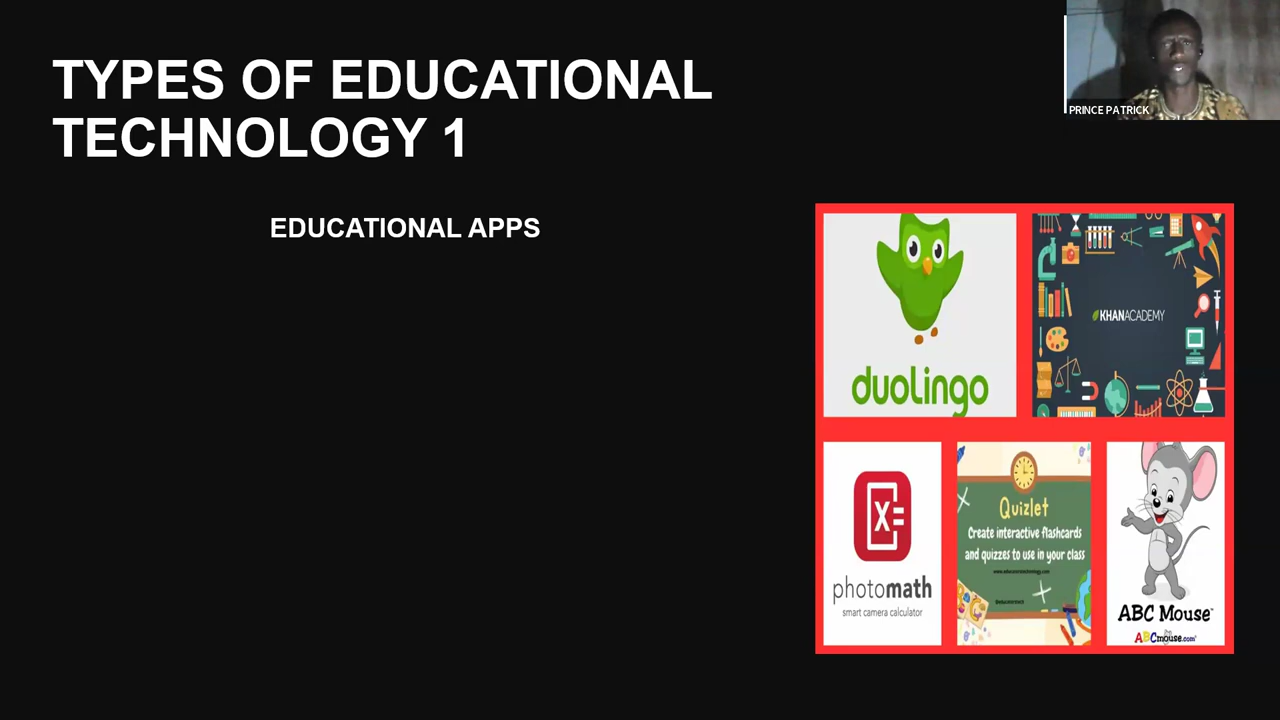 TYPES OF EDUCATIONAL
TECHNOLOGY 1
PRINCE PATRICK
EDUCATIONAL APPS
duolingo
KHANACADEMY
X=
photomath
smart camera calculator
Quizlet
Create interactive flashcards
and quizzes to use in your class
ABC Mouse™
ABCmouse.com®